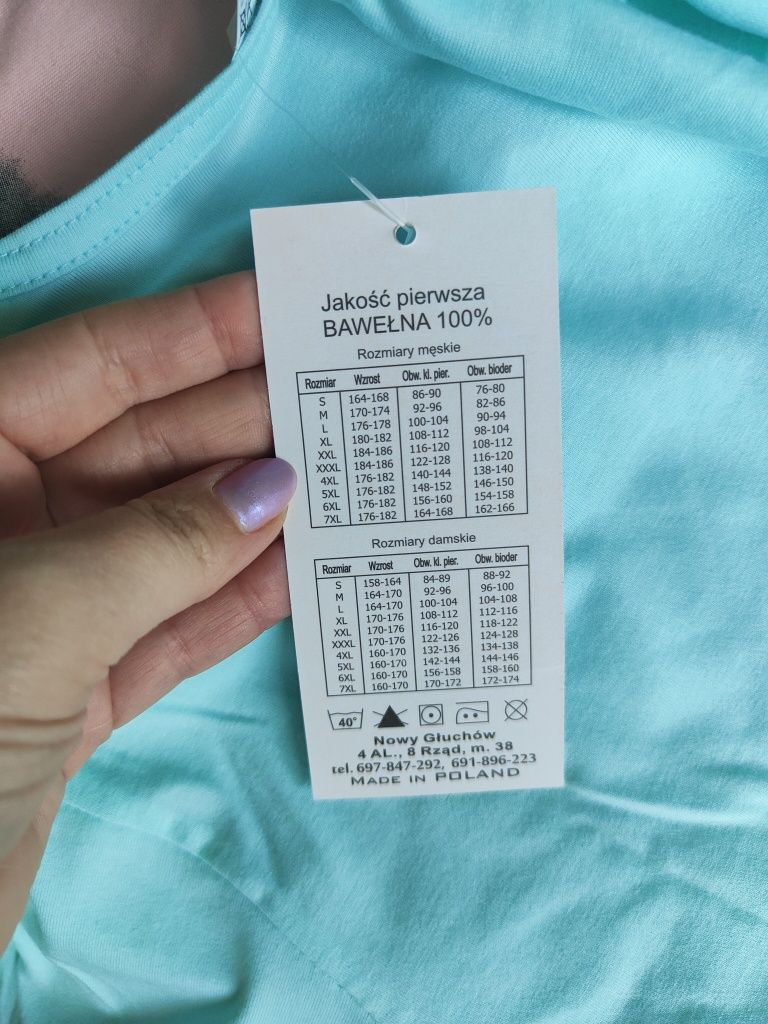 Jakość pierwsza
BAWEŁNA 100%
Rozmiary męskie
Rozmiar Wzrost Obw. kl. pier. Obw. bioder
S 164-168 86-90 76-80
M 170-174 92-96 82-86
L 176-178 100-104 90-94
XL 180-182 108-112 98-104
XXL 184-186 116-120 108-112
XXXL 184-186 122-128 116-120
4XL 176-182 140-144 138-140
5XL 176-182 148-152 146-150
6XL 176-182 156-160 154-158
7XL 176-182 164-168 162-166
Rozmiary damskie
Rozmiar Wzrost Obw. kl. pier. Obw. bioder
S 158-164 84-89 88-92
M 164-170 92-96 96-100
L 164-170 100-104 104-108
XL 170-176 108-112 112-116
XXL 170-176 116-120 118-122
XXXL 170-176 122-126 124-128
4XL 160-170 132-136 134-138
5XL 160-170 142-144 144-146
6XL 160-170 156-158 158-160
7XL 160-170 170-172 172-174
40°
Nowy Głuchów
4 AL., 8 Rząd, m. 38
tel. 697-847-292, 691-896-223
MADE IN POLAND